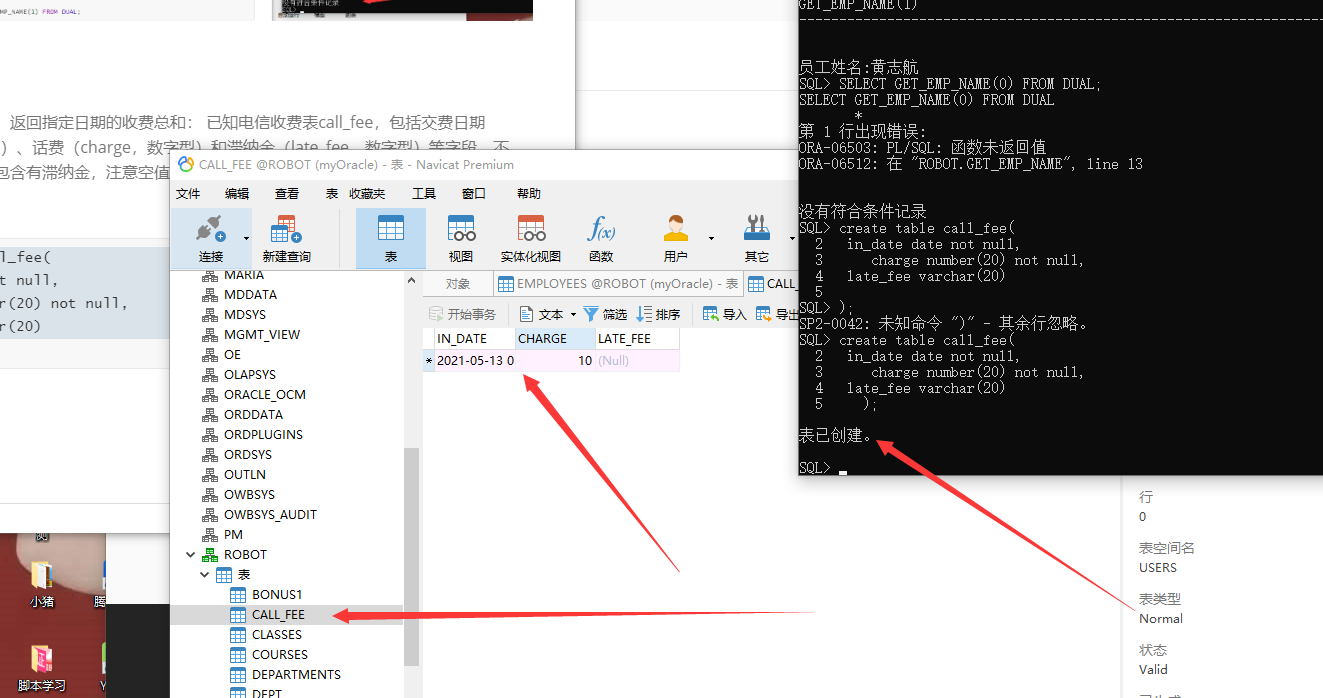 EMP_NAME(1) FROM DUAL;
没有符合条件记录
返回指定日期的收费总和： 已知电信收费表call_fee，包括交费日期
）、话费（charge，数字型）和滞纳金（late_fee，数字型）等字段，不
包含有滞纳金，注意空值
l_fee(
t null,
r(20) not null,
r(20)
CALL_FEE @ROBOT (myOracle) - 表 - Navicat Premium
文件 编辑 查看 表 收藏夹 工具 窗口 帮助
连接 新建查询 表 视图 实体化视图 函数 用户 其它
对象 EMPLOYEES @ROBOT (myOracle) - 表 CALL_
开始事务 文本 筛选 排序 导入 导出
IN_DATE CHARGE LATE_FEE
* 2021-05-13 0 10 (Null)
MARIA
MDDATA
MDSYS
MGMT_VIEW
OE
OLAPSYS
ORACLE_OCM
ORDDATA
ORDPLUGINS
ORDSYS
OUTLN
OWBSYS
OWBSYS_AUDIT
PM
ROBOT
表
BONUS1
CALL_FEE
CLASSES
COURSES
DEPARTMENTS
DEPT
GET_EMP_NAME(1)
--------------------------------------------------------------------------------
员工姓名:黄志航
SQL> SELECT GET_EMP_NAME(0) FROM DUAL;
SELECT GET_EMP_NAME(0) FROM DUAL
*
第 1 行出现错误:
ORA-06503: PL/SQL: 函数未返回值
ORA-06512: 在 "ROBOT.GET_EMP_NAME", line 13
没有符合条件记录
SQL> create table call_fee(
2 in_date date not null,
3 charge number(20) not null,
4 late_fee varchar(20)
5
SQL> );
SP2-0042: 未知命令 ")" - 其余行忽略。
SQL> create table call_fee(
2 in_date date not null,
3 charge number(20) not null,
4 late_fee varchar(20)
5 );
表已创建。
SQL>
行
0
表空间名
USERS
表类型
Normal
状态
Valid
小猪
腾
脚本学习
Y